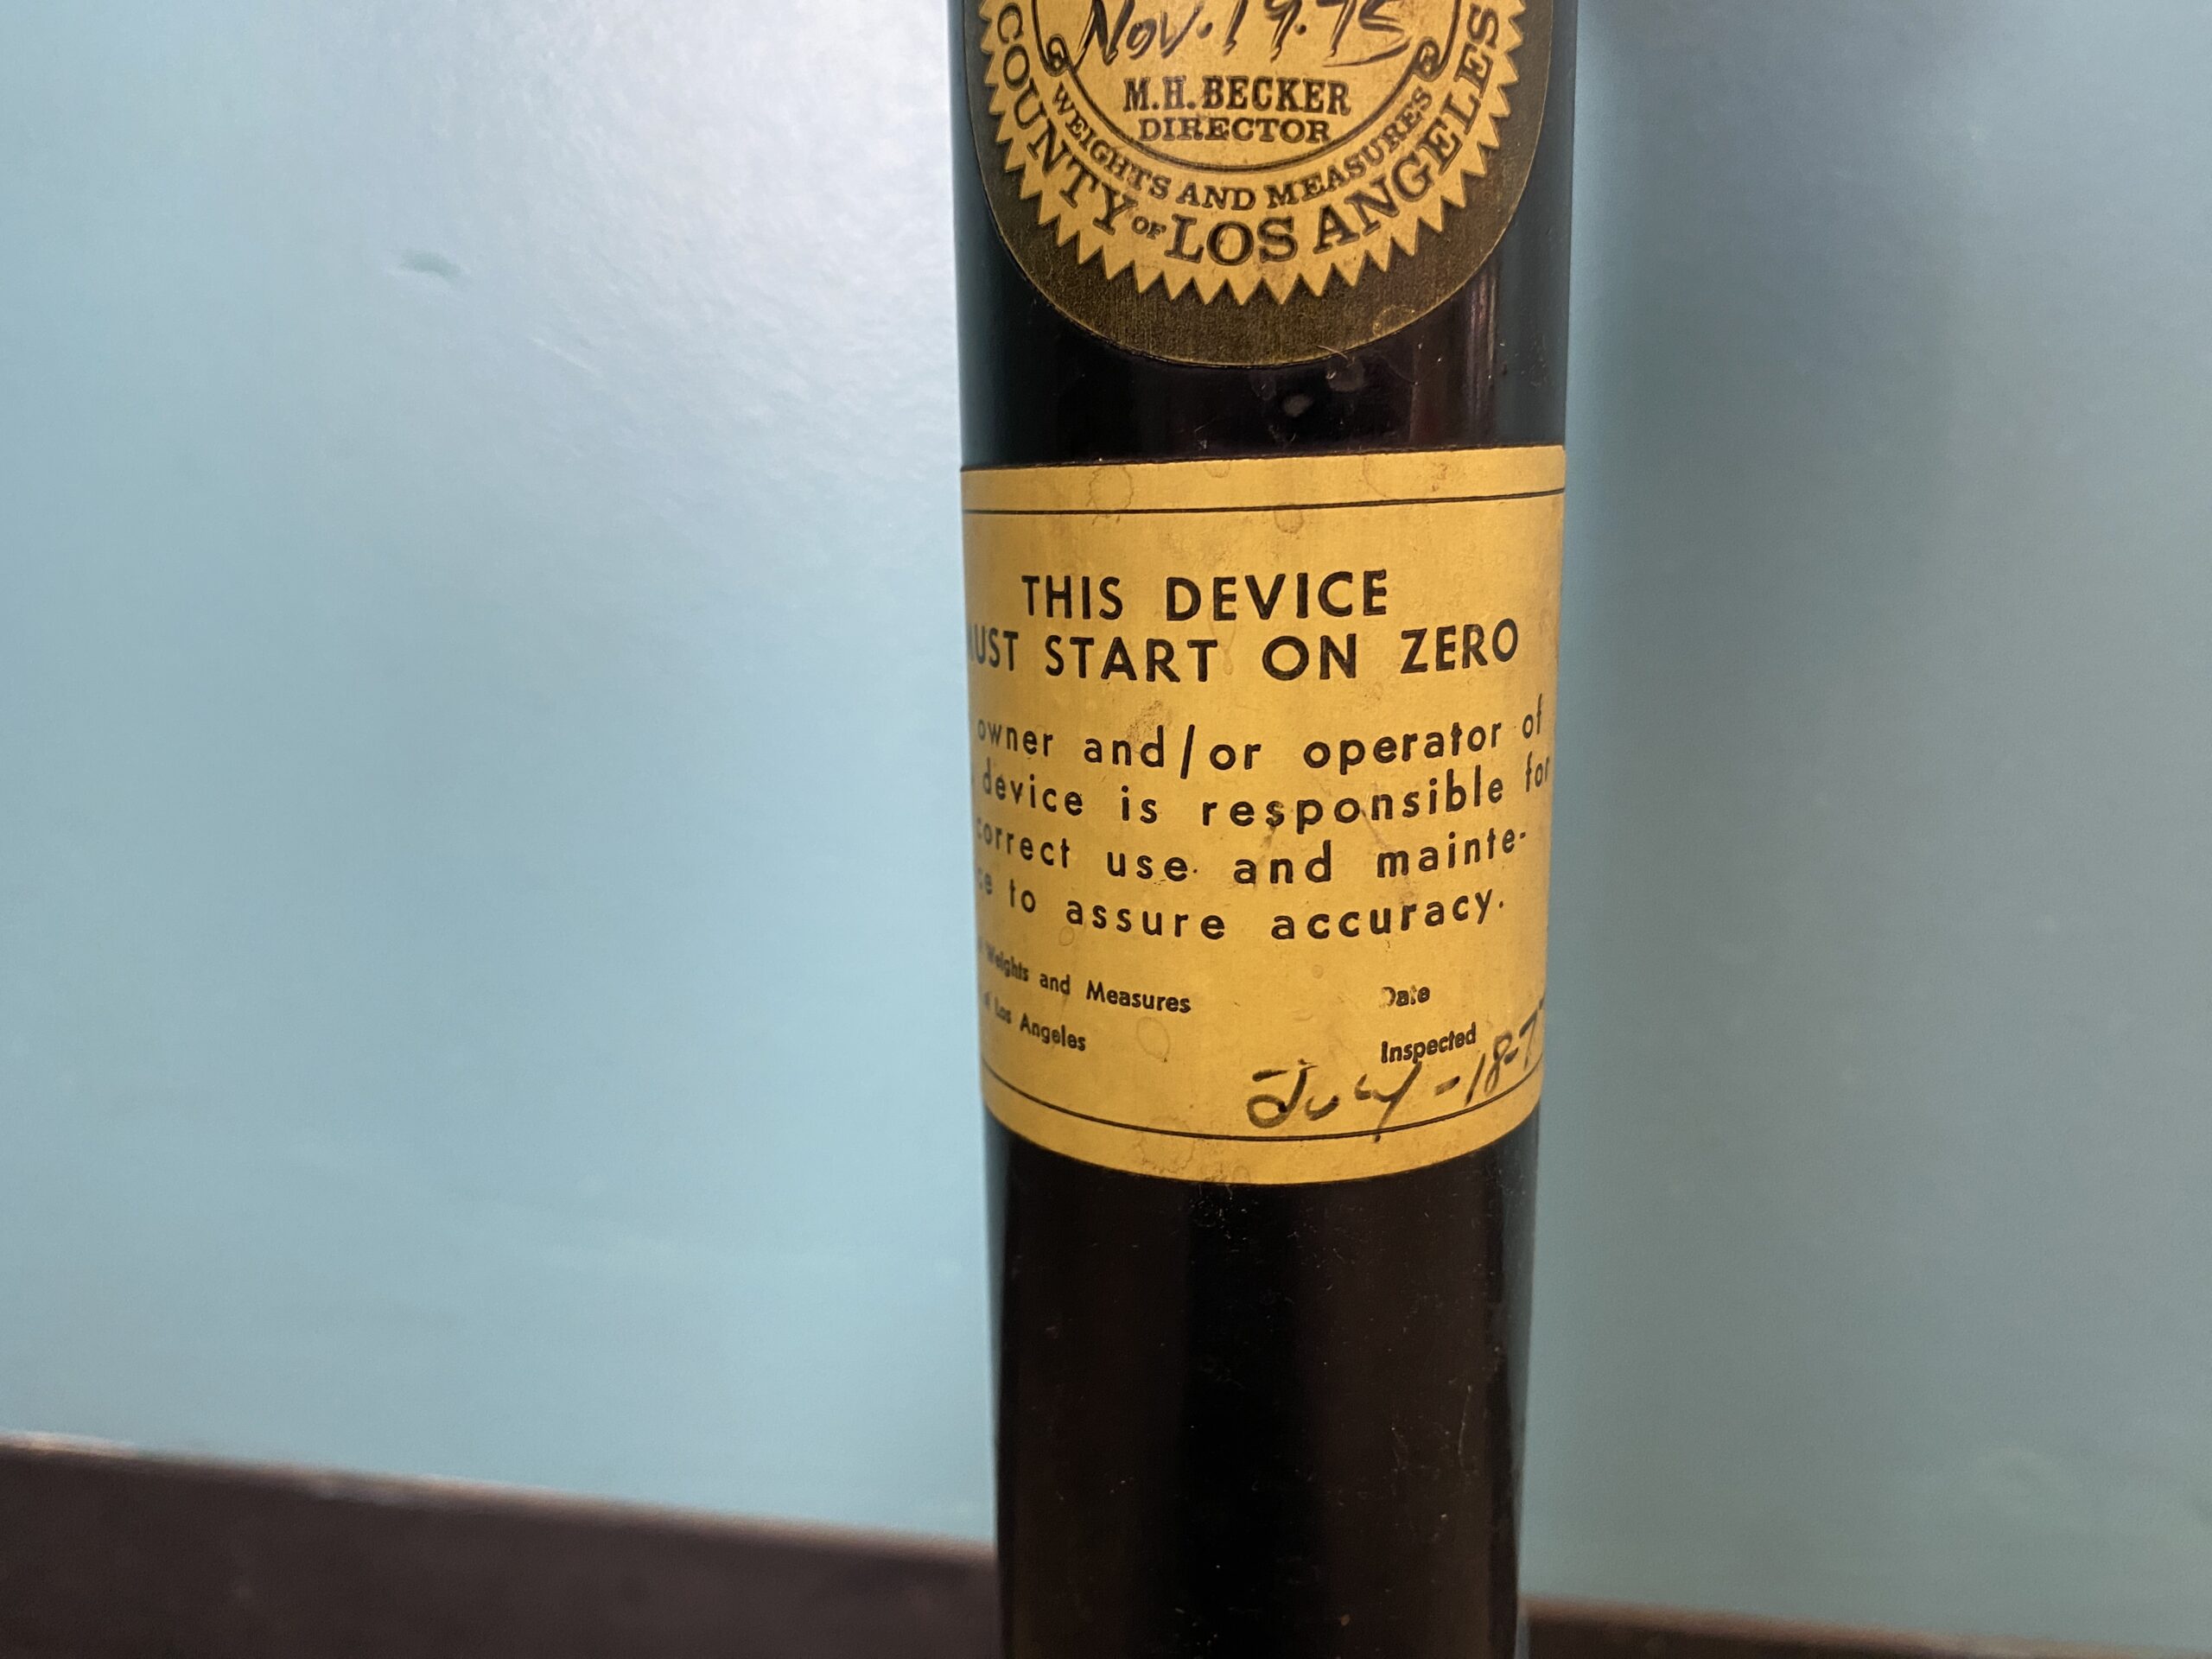 Nov. 19. 75
M.H. BECKER
DIRECTOR
WEIGHTS AND MEASURES
COUNTY OF LOS ANGELES
THIS DEVICE
START ON ZERO
owner and/or operator of
device is responsible for
correct use and mainte-
to assure accuracy.
Weights and Measures
Los Angeles
Date
Inspected
July - 18-